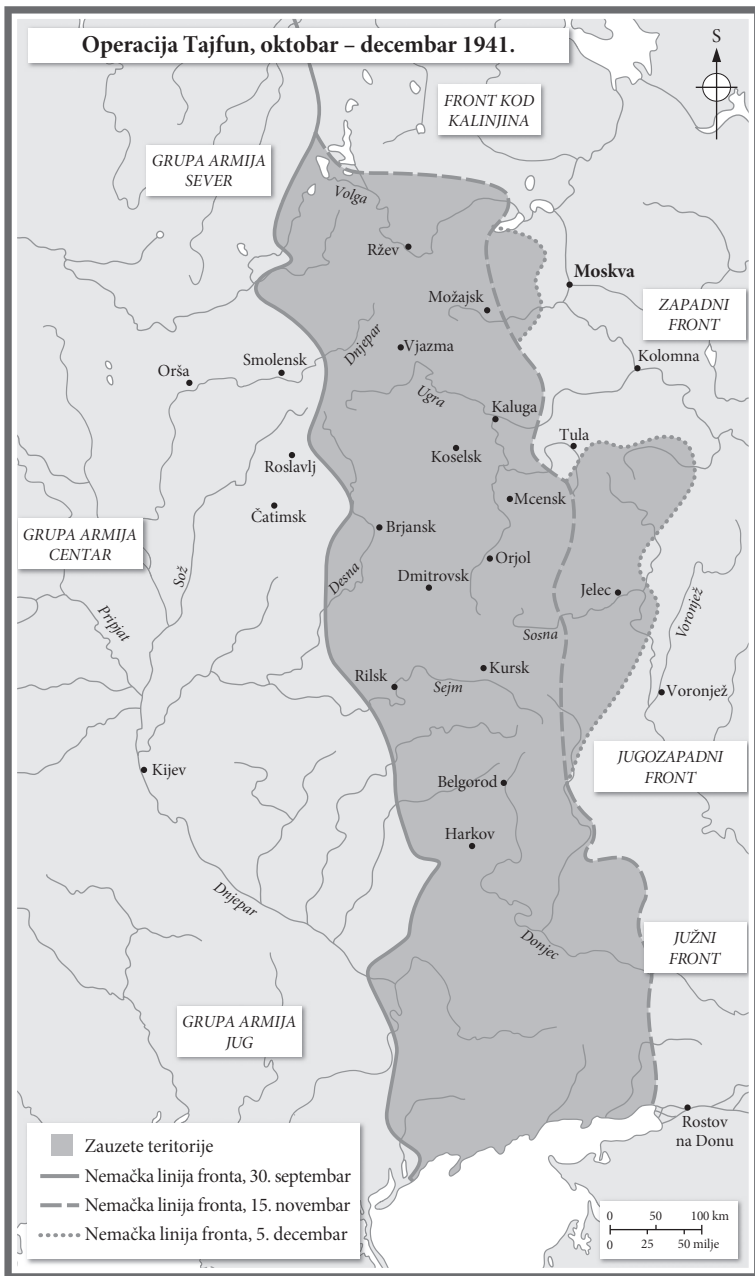 Operacija Tajfun, oktobar – decembar 1941.
S
FRONT KOD
KALINJINA
GRUPA ARMIJA
SEVER
Volga
Ržev
Moskva
Možajsk
ZAPADNI
FRONT
Dnjepar
Vjazma
Smolensk
Orša
Kolomna
Ugra
Kaluga
Tula
Koselsk
Roslavlj
Mcensk
Čatimsk
Brjansk
GRUPA ARMIJA
CENTAR
Orjol
Sož
Desna
Dmitrovsk
Jelec
Pripjat
Sosna
Voronjež
Kursk
Rilsk
Sejm
Voronjež
JUGOZAPADNI
FRONT
Kijev
Belgorod
Harkov
Dnjepar
Donjec
JUŽNI
FRONT
GRUPA ARMIJA
JUG
Rostov
na Donu
Zauzete teritorije
Nemačka linija fronta, 30. septembar
Nemačka linija fronta, 15. novembar
Nemačka linija fronta, 5. decembar
0 50 100 km
0 25 50 milje